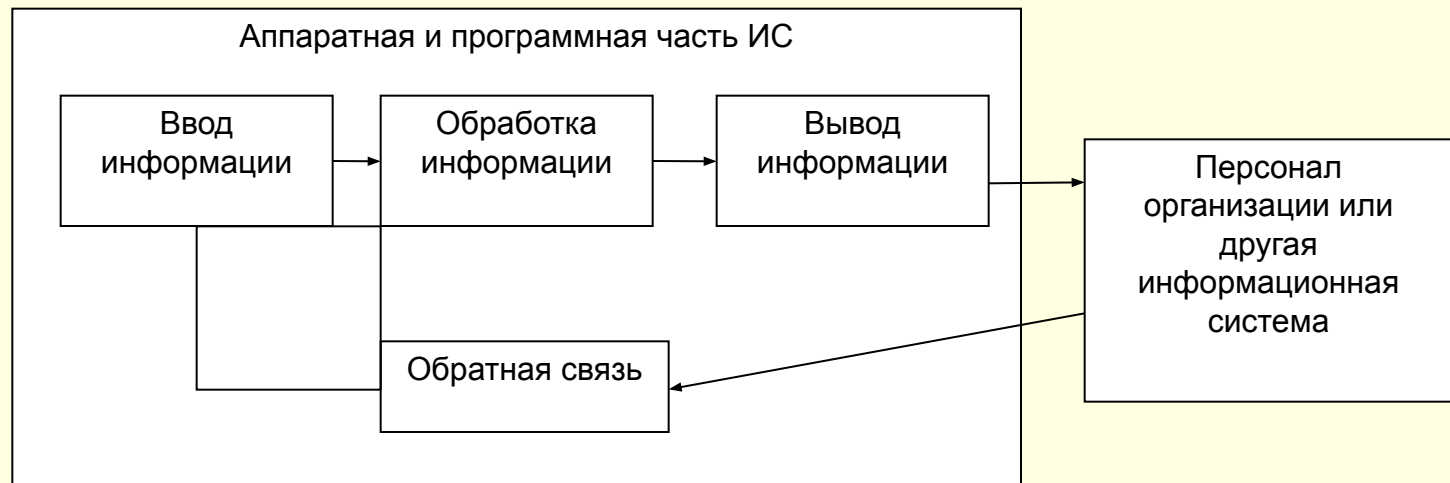 Аппаратная и программная часть ИС
Ввод
информации
Обработка
информации
Вывод
информации
Персонал
организации или
другая
информационная
система
Обратная связь